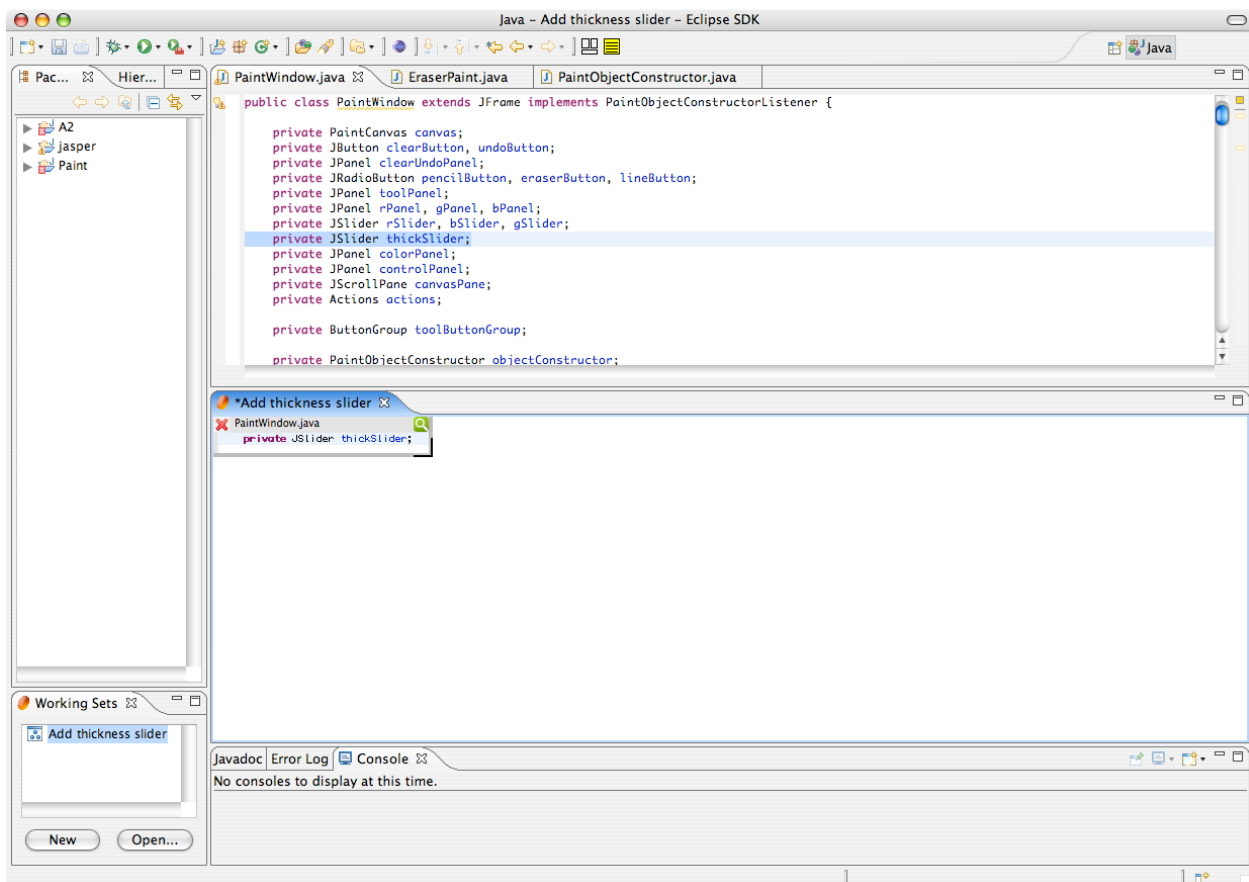 Java – Add thickness slider – Eclipse SDK
Java
Pac... Hier...
PaintWindow.java EraserPaint.java PaintObjectConstructor.java
A2
jasper
Paint
public class PaintWindow extends JFrame implements PaintObjectConstructorListener {
private PaintCanvas canvas;
private JButton clearButton, undoButton;
private JPanel clearUndoPanel;
private JRadioButton pencilButton, eraserButton, lineButton;
private JPanel toolPanel;
private JPanel rPanel, gPanel, bPanel;
private JSlider rSlider, bSlider, gSlider;
private JSlider thickSlider;
private JPanel colorPanel;
private JPanel controlPanel;
private JScrollPane canvasPane;
private Actions actions;
private ButtonGroup toolButtonGroup;
private PaintObjectConstructor objectConstructor;
*Add thickness slider
PaintWindow.java
private JSlider thickSlider;
Working Sets
Add thickness slider
New Open...
Javadoc Error Log Console
No consoles to display at this time.